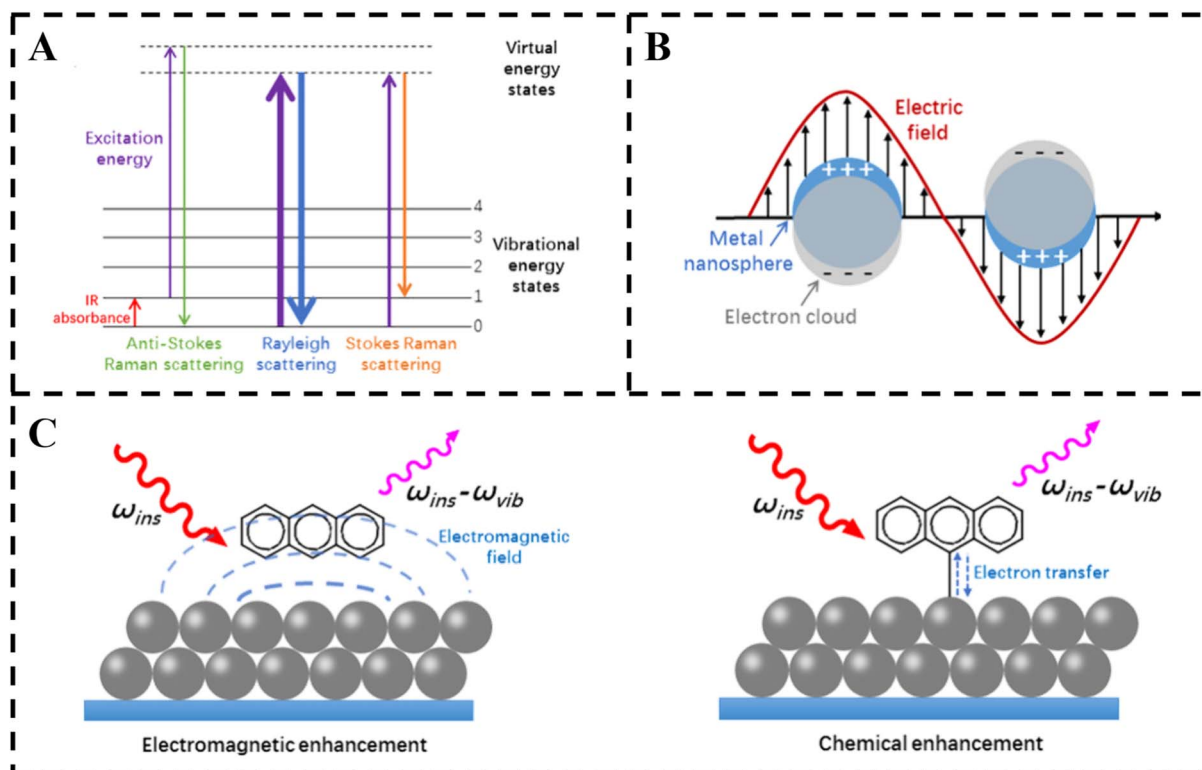 A
Virtual
energy
states
Excitation
energy
4
3
2
1
0
Vibrational
energy
states
IR
absorbance
Anti-Stokes
Raman scattering
Rayleigh
scattering
Stokes Raman
scattering
B
Electric
field
+++
- - -
- - -
+++
Metal
nanosphere
Electron cloud
C
ω_ins
ω_ins-ω_vib
Electromagnetic
field
Electromagnetic enhancement
ω_ins
ω_ins-ω_vib
Electron transfer
Chemical enhancement